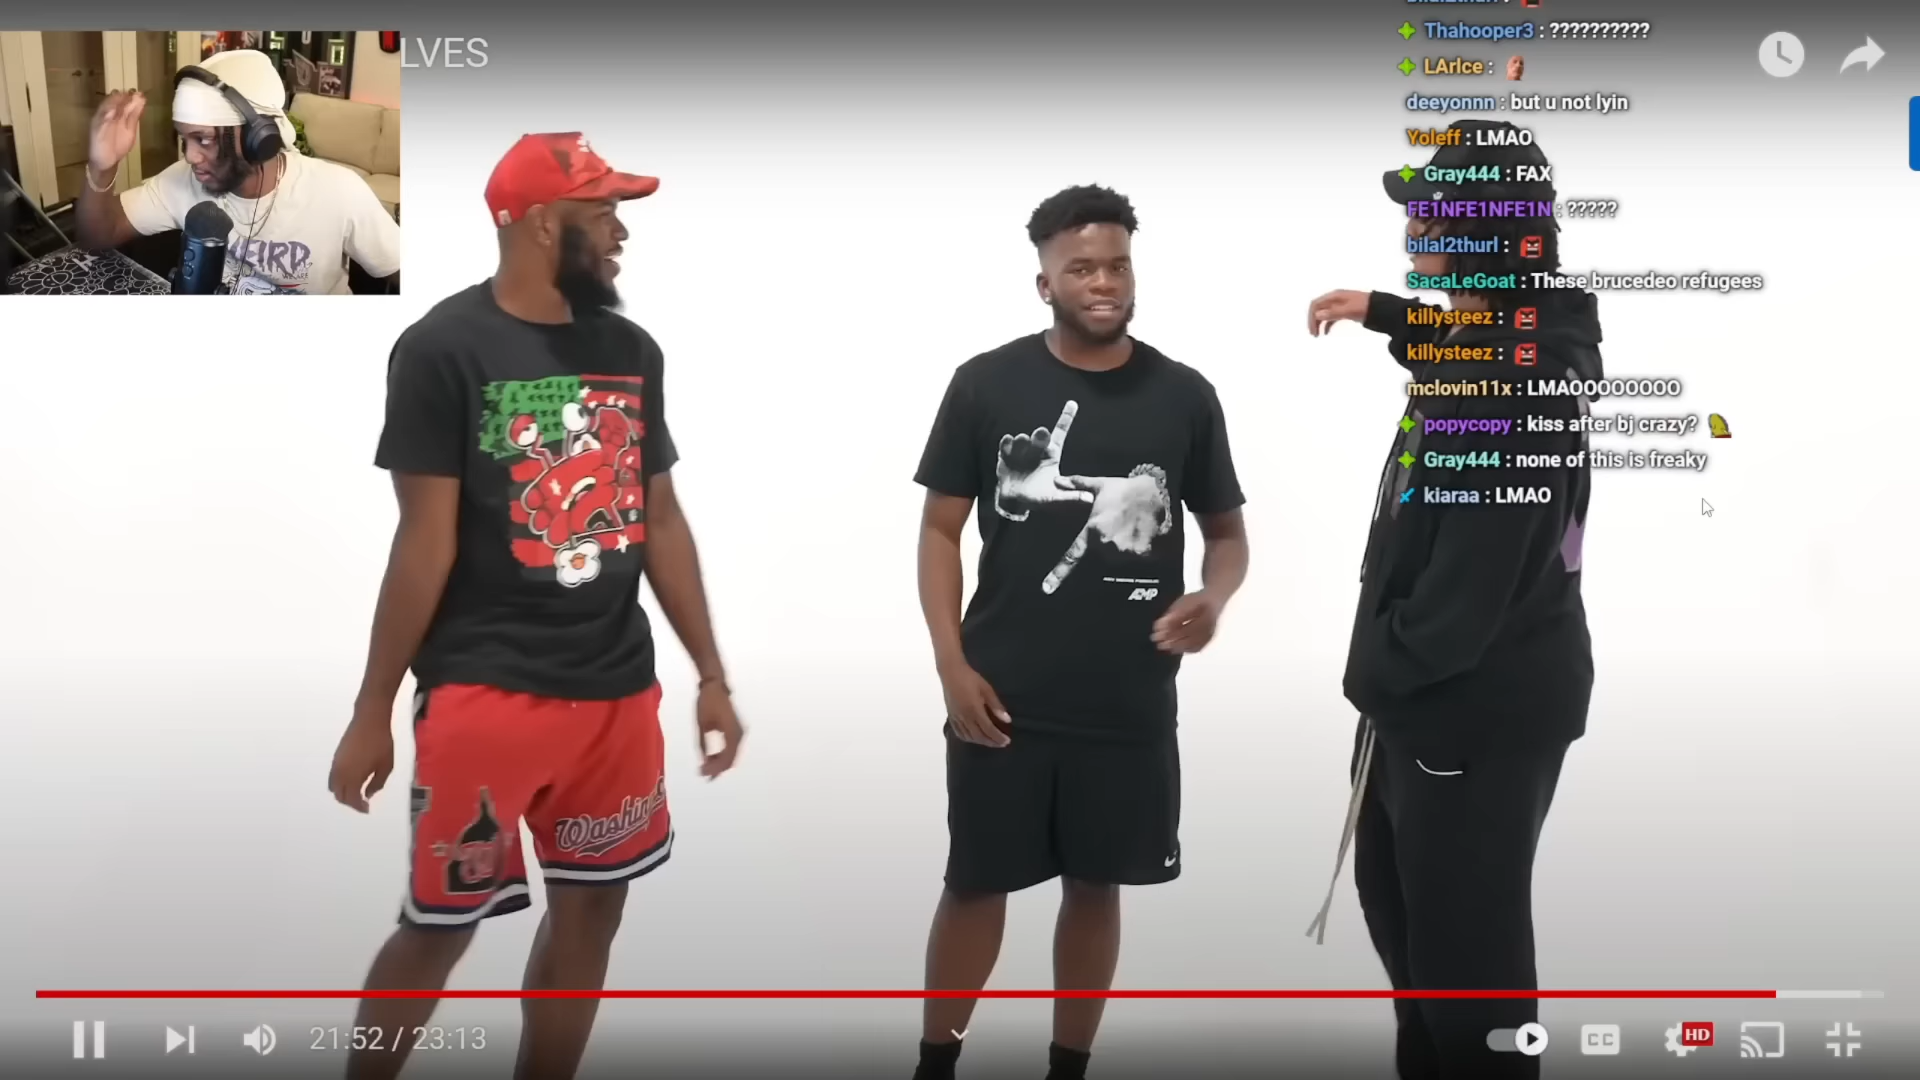 LVES
Thahooper3 : ??????????
LArIce :
deeyonnn : but u not lyin
Yoleff : LMAO
Gray444 : FAX
FE1NFE1NFE1N : ?????
bilal2thurl :
SacaLeGoat : These brucedeo refugees
killysteez :
killysteez :
mclovin11x : LMAOOOOOOOO
popycopy : kiss after bj crazy?
Gray444 : none of this is freaky
kiaraa : LMAO
WEIRD
AMP
Washin
21:52 / 23:13
CC
HD